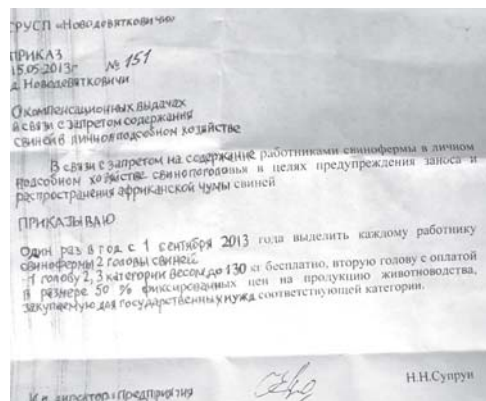 РУСП «Новодевятковичи»
ПРИКАЗ
15.05.2013г № 151
д. Новодевятковичи
О компенсационных выдачах
в связи с запретом содержания
свиней в личном подсобном хозяйстве
В связи с запретом на содержание работниками свинофермы в личном
подсобном хозяйстве свинопоголовья в целях предупреждения заноса и
распространения африканской чумы свиней
ПРИКАЗЫВАЮ
Один раз в год с 1 сентября 2013 года выделить каждому работнику
свинофермы 2 головы свиней
-1 голову 2, 3 категории весом до 130 кг бесплатно, вторую голову с оплатой
в размере 50 % фиксированных цен на продукцию животноводства,
закупаемую для государственных нужд соответствующей категории.
Н.Н.Супрун
И.о. директора предприятия